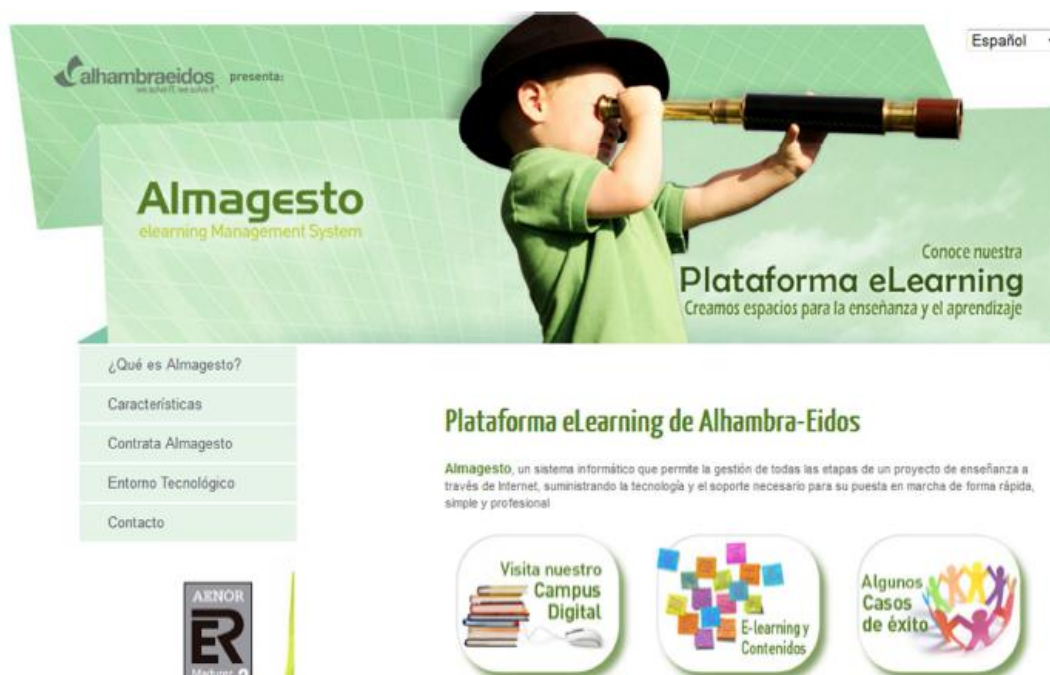 alhambraeidos presenta:
Español
Almagesto
elearning Management System
Conoce nuestra
Plataforma eLearning
Creamos espacios para la enseñanza y el aprendizaje
¿Qué es Almagesto?
Características
Contrata Almagesto
Entorno Tecnológico
Contacto
Plataforma eLearning de Alhambra-Eidos
Almagesto, un sistema informático que permite la gestión de todas las etapas de un proyecto de enseñanza a
través de Internet, suministrando la tecnología y el soporte necesario para su puesta en marcha de forma rápida,
simple y profesional
AENOR
ER
Visita nuestro
Campus
Digital
E-learning y
Contenidos
Algunos
Casos
de éxito